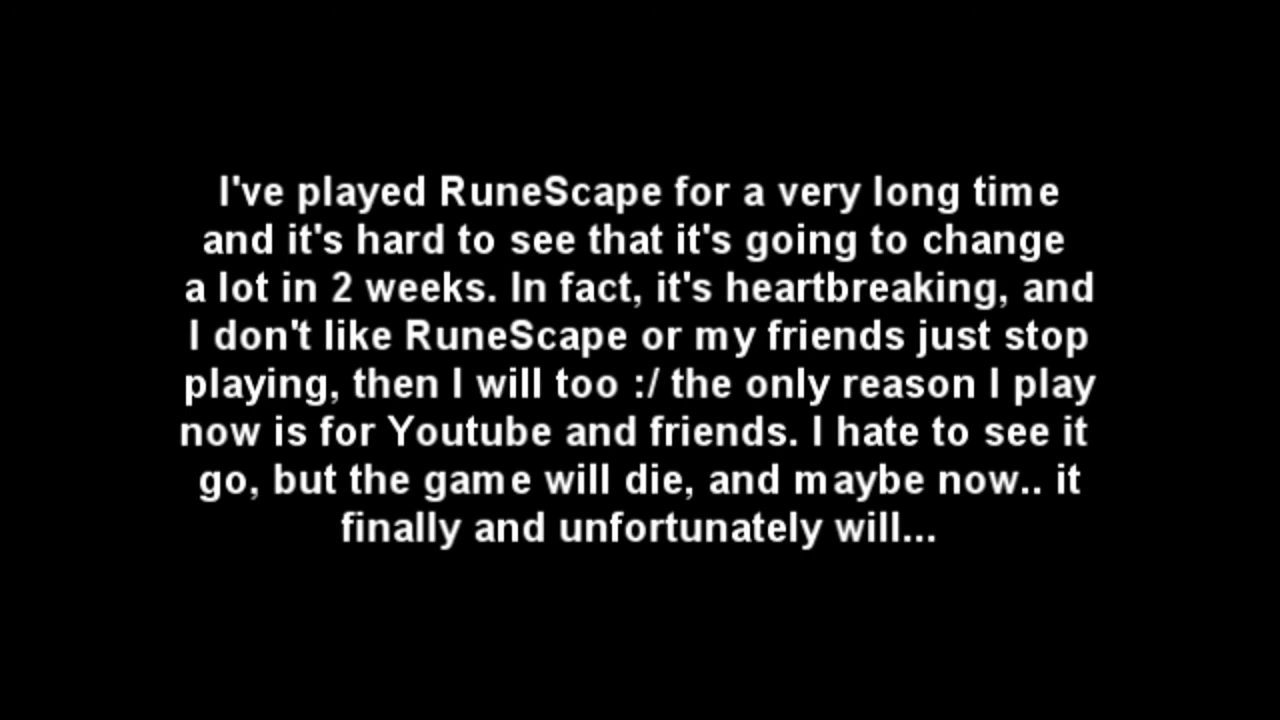 I've played RuneScape for a very long time
and it's hard to see that it's going to change
a lot in 2 weeks. In fact, it's heartbreaking, and
I don't like RuneScape or my friends just stop
playing, then I will too :/ the only reason I play
now is for Youtube and friends. I hate to see it
go, but the game will die, and maybe now.. it
finally and unfortunately will...